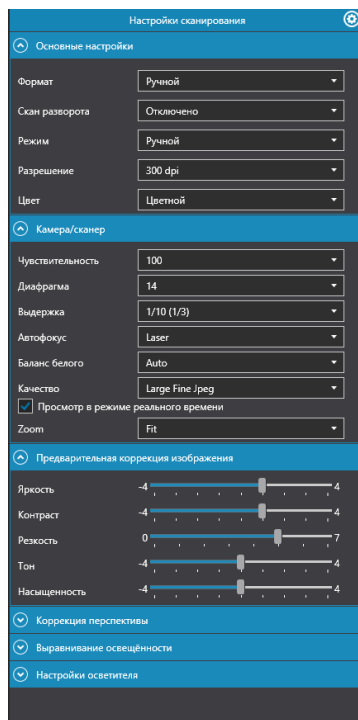 Настройки сканирования
Основные настройки
Формат Ручной
Скан разворота Отключено
Режим Ручной
Разрешение 300 dpi
Цвет Цветной
Камера/сканер
Чувствительность 100
Диафрагма 14
Выдержка 1/10 (1/3)
Автофокус Laser
Баланс белого Auto
Качество Large Fine Jpeg
Просмотр в режиме реального времени
Zoom Fit
Предварительная коррекция изображения
Яркость -4 4
Контраст -4 4
Резкость 0 7
Тон -4 4
Насыщенность -4 4
Коррекция перспективы
Выравнивание освещённости
Настройки осветителя